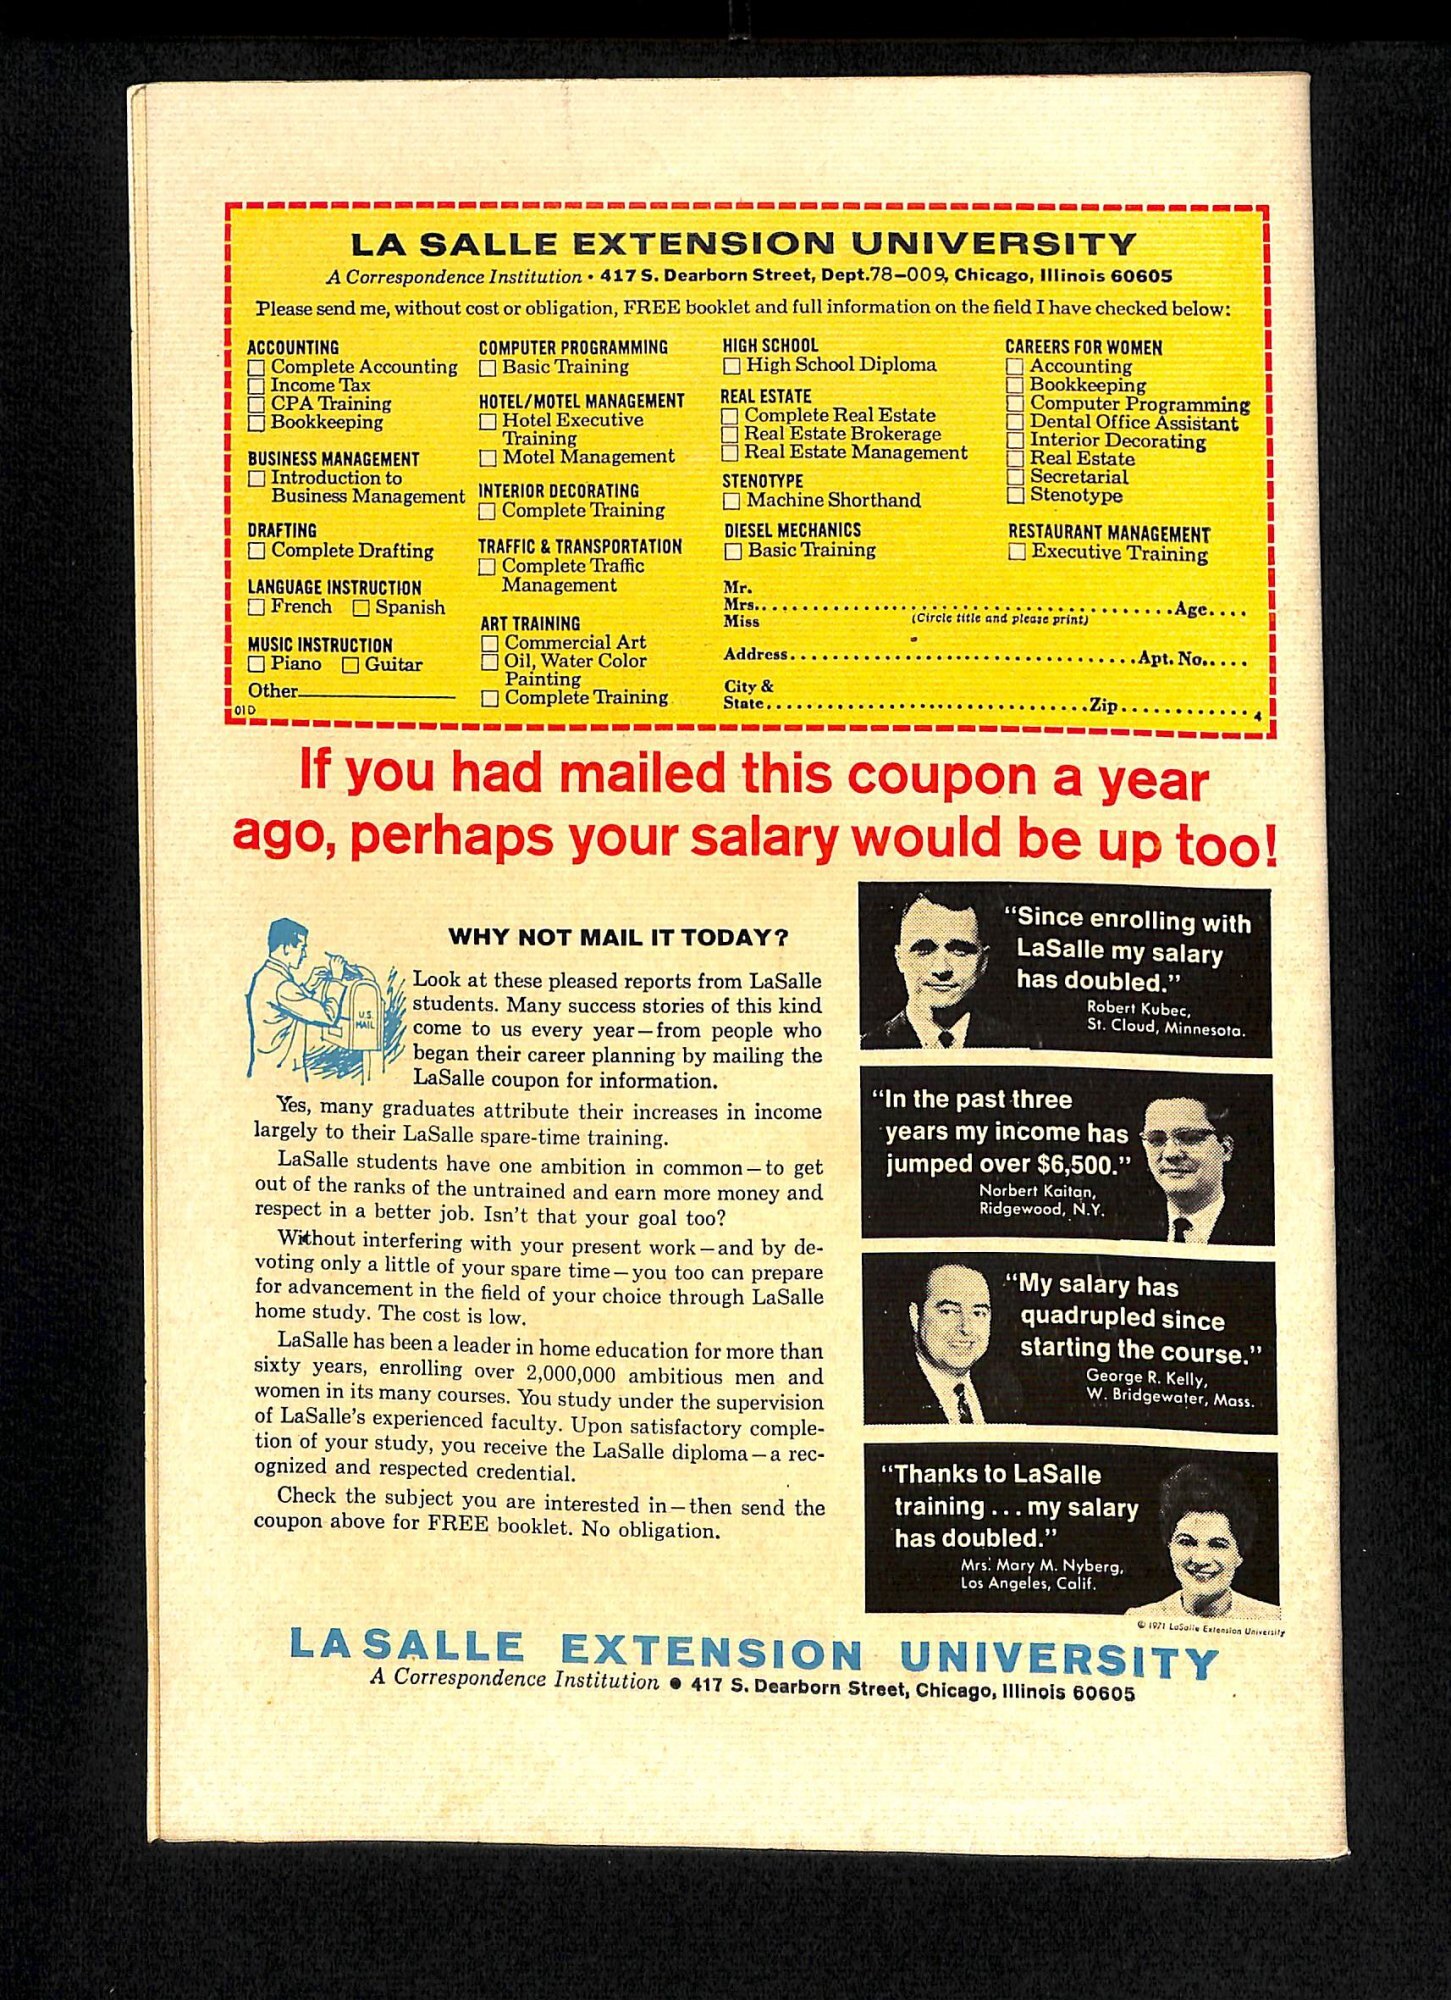 LA SALLE EXTENSION UNIVERSITY
A Correspondence Institution • 417 S. Dearborn Street, Dept.78–009, Chicago, Illinois 60605
Please send me, without cost or obligation, FREE booklet and full information on the field I have checked below:
ACCOUNTING
Complete Accounting
Income Tax
CPA Training
Bookkeeping
BUSINESS MANAGEMENT
Introduction to
Business Management
DRAFTING
Complete Drafting
LANGUAGE INSTRUCTION
French Spanish
MUSIC INSTRUCTION
Piano Guitar
Other
01D
COMPUTER PROGRAMMING
Basic Training
HOTEL/MOTEL MANAGEMENT
Hotel Executive
Training
Motel Management
INTERIOR DECORATING
Complete Training
TRAFFIC & TRANSPORTATION
Complete Traffic
Management
ART TRAINING
Commercial Art
Oil, Water Color
Painting
Complete Training
HIGH SCHOOL
High School Diploma
REAL ESTATE
Complete Real Estate
Real Estate Brokerage
Real Estate Management
STENOTYPE
Machine Shorthand
DIESEL MECHANICS
Basic Training
CAREERS FOR WOMEN
Accounting
Bookkeeping
Computer Programming
Dental Office Assistant
Interior Decorating
Real Estate
Secretarial
Stenotype
RESTAURANT MANAGEMENT
Executive Training
Mr.
Mrs. Age
Miss (Circle title and please print)
Address Apt. No.
City &
State Zip
4
If you had mailed this coupon a year
ago, perhaps your salary would be up too!
U.S.
MAIL
WHY NOT MAIL IT TODAY?
Look at these pleased reports from LaSalle
students. Many success stories of this kind
come to us every year—from people who
began their career planning by mailing the
LaSalle coupon for information.
Yes, many graduates attribute their increases in income
largely to their LaSalle spare-time training.
LaSalle students have one ambition in common—to get
out of the ranks of the untrained and earn more money and
respect in a better job. Isn't that your goal too?
Without interfering with your present work—and by de-
voting only a little of your spare time—you too can prepare
for advancement in the field of your choice through LaSalle
home study. The cost is low.
LaSalle has been a leader in home education for more than
sixty years, enrolling over 2,000,000 ambitious men and
women in its many courses. You study under the supervision
of LaSalle's experienced faculty. Upon satisfactory comple-
tion of your study, you receive the LaSalle diploma—a rec-
ognized and respected credential.
Check the subject you are interested in—then send the
coupon above for FREE booklet. No obligation.
“Since enrolling with
LaSalle my salary
has doubled.”
Robert Kubec,
St. Cloud, Minnesota.
“In the past three
years my income has
jumped over $6,500.”
Norbert Kaitan,
Ridgewood, N.Y.
“My salary has
quadrupled since
starting the course.”
George R. Kelly,
W. Bridgewater, Mass.
“Thanks to LaSalle
training . . . my salary
has doubled.”
Mrs. Mary M. Nyberg,
Los Angeles, Calif.
© 1971 LaSalle Extension University
LA SALLE EXTENSION UNIVERSITY
A Correspondence Institution • 417 S. Dearborn Street, Chicago, Illinois 60605